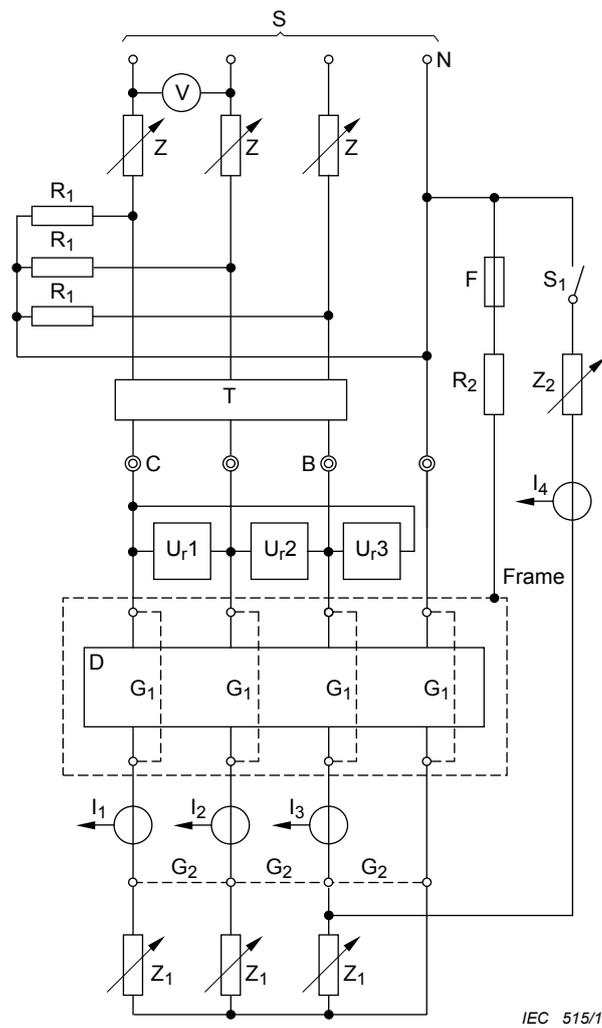 S
N
V
Z Z Z
R₁
R₁
R₁
F S₁
R₂ Z₂
T
C B
I₄
Uᵣ1 Uᵣ2 Uᵣ3
Frame
D
G₁ G₁ G₁ G₁
I₁ I₂ I₃
G₂ G₂ G₂
Z₁ Z₁ Z₁
IEC 515/1